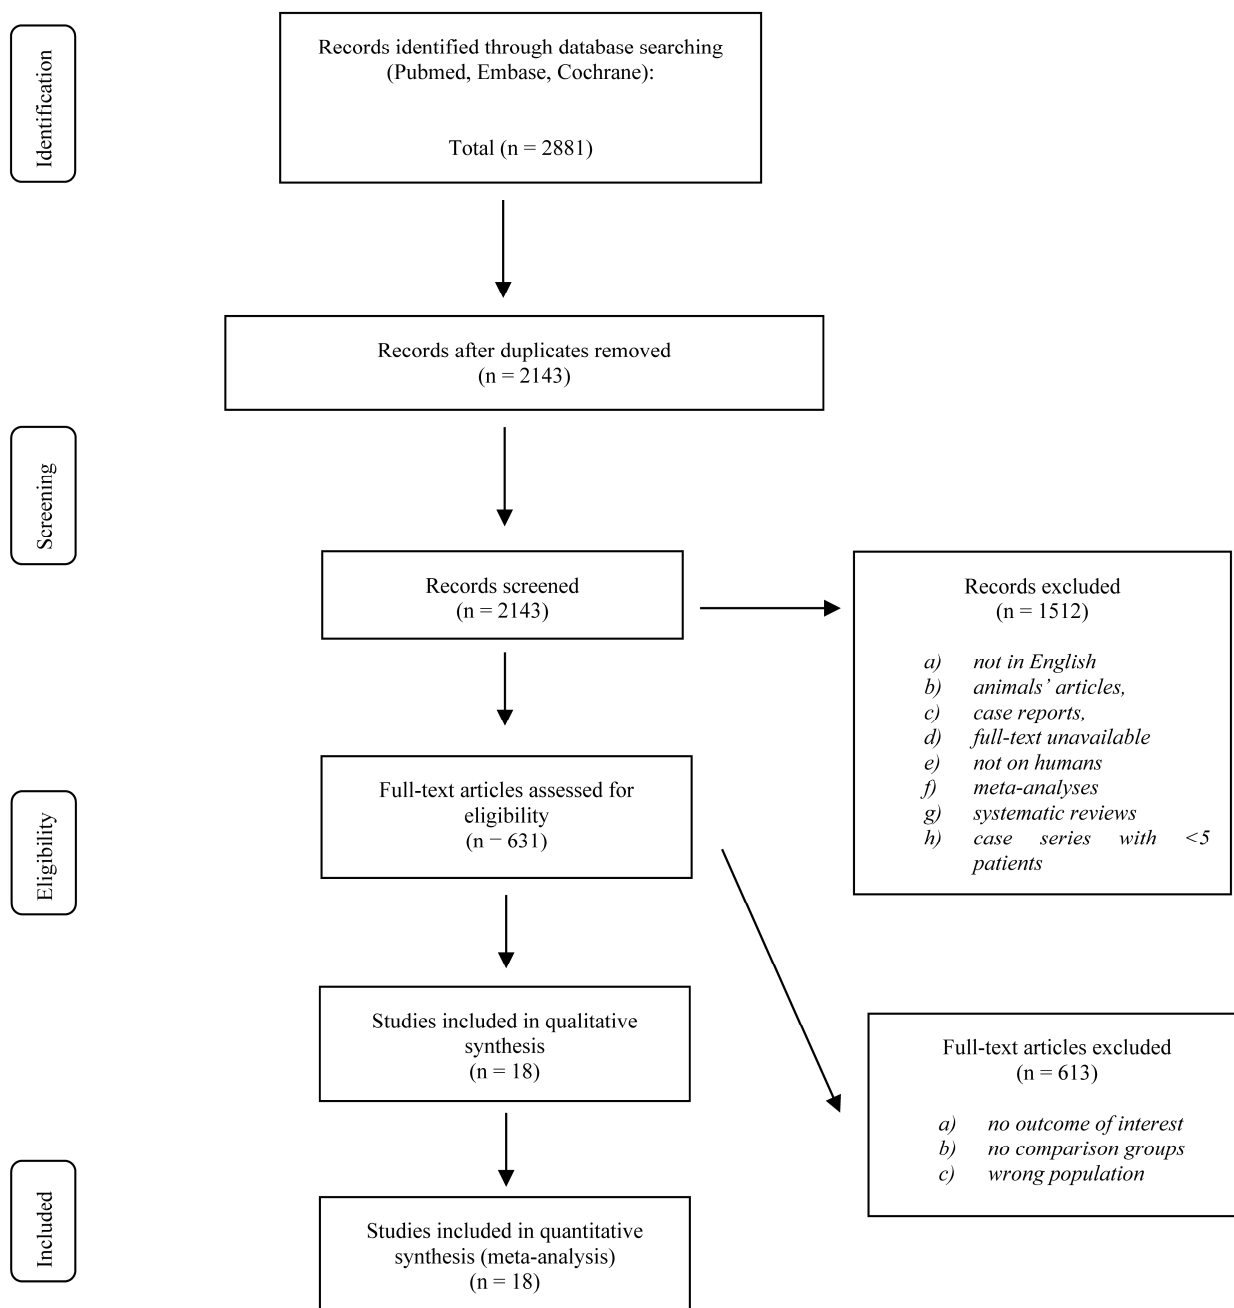 Identification
Records identified through database searching
(Pubmed, Embase, Cochrane):
Total (n = 2881)
Records after duplicates removed
(n = 2143)
Screening
Records screened
(n = 2143)
Records excluded
(n = 1512)
a) not in English
b) animals’ articles,
c) case reports,
d) full-text unavailable
e) not on humans
f) meta-analyses
g) systematic reviews
h) case series with <5
patients
Eligibility
Full-text articles assessed for
eligibility
(n − 631)
Studies included in qualitative
synthesis
(n = 18)
Full-text articles excluded
(n = 613)
a) no outcome of interest
b) no comparison groups
c) wrong population
Included
Studies included in quantitative
synthesis (meta-analysis)
(n = 18)